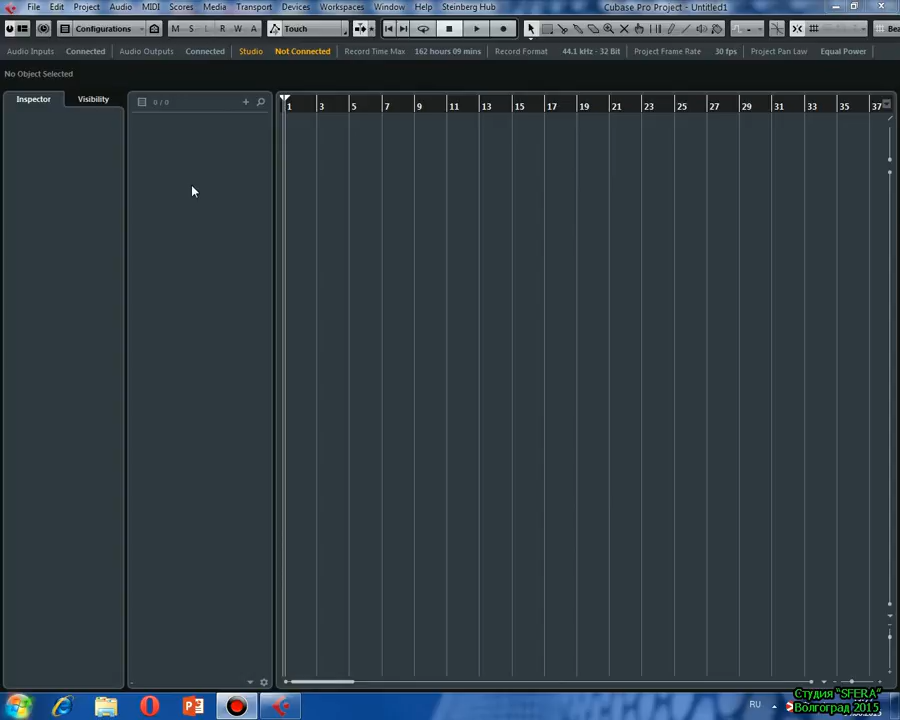 File Edit Project Audio MIDI Scores Media Transport Devices Workspaces Window Help Steinberg Hub Cubase Pro Project - Untitled1
Configurations M S L R W A Touch
Audio Inputs Connected Audio Outputs Connected Studio Not Connected Record Time Max 162 hours 09 mins Record Format 44.1 kHz - 32 Bit Project Frame Rate 30 fps Project Pan Law Equal Power
No Object Selected
Inspector Visibility 0 / 0 1 3 5 7 9 11 13 15 17 19 21 23 25 27 29 31 33 35 37
RU
Студия "SFERA"
Волгоград 2015